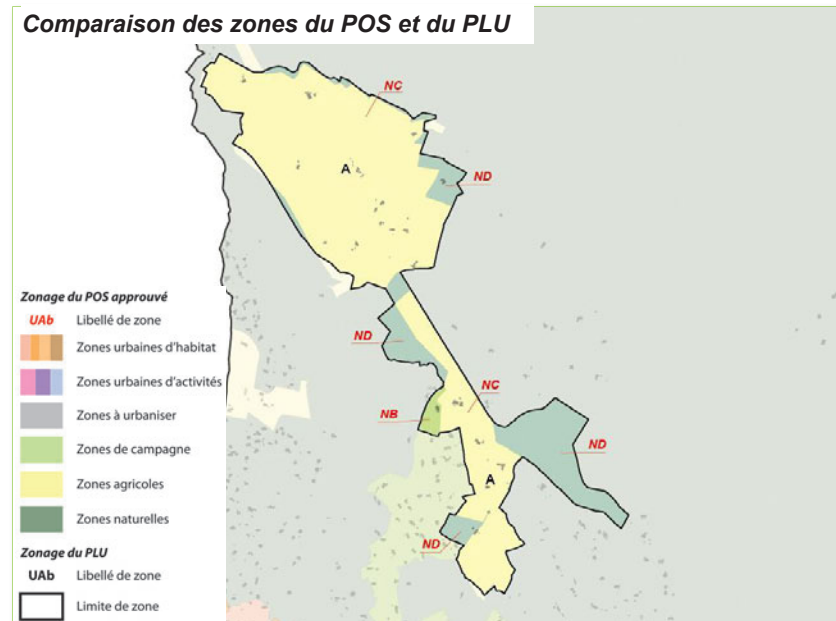 Comparaison des zones du POS et du PLU
NC
A
ND
ND
NC
NB
ND
A
ND
Zonage du POS approuvé
UAb Libellé de zone
Zones urbaines d'habitat
Zones urbaines d'activités
Zones à urbaniser
Zones de campagne
Zones agricoles
Zones naturelles
Zonage du PLU
UAb Libellé de zone
Limite de zone